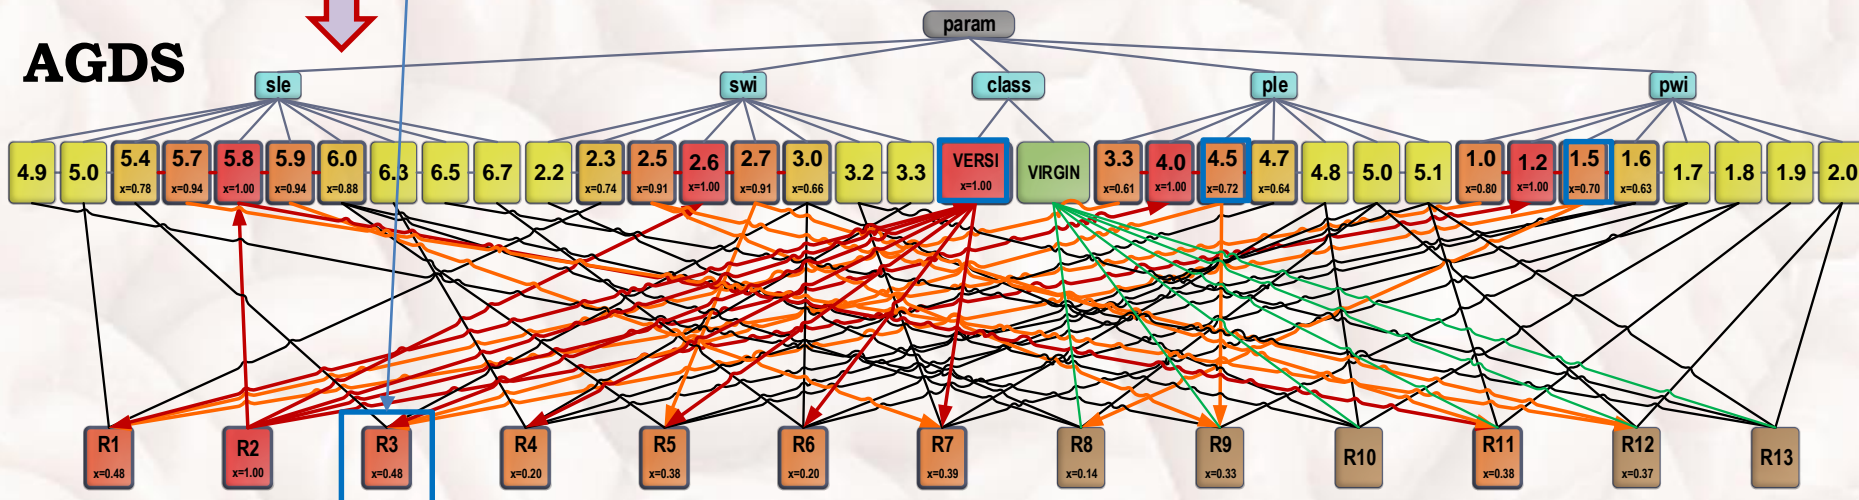 AGDS
param
sle swi class ple pwi
4.9 5.0 5.4 5.7 5.8 5.9 6.0 6.3 6.5 6.7 2.2 2.3 2.5 2.6 2.7 3.0 3.2 3.3 VERSI VIRGIN 3.3 4.0 4.5 4.7 4.8 5.0 5.1 1.0 1.2 1.5 1.6 1.7 1.8 1.9 2.0
x=0.78 x=0.94 x=1.00 x=0.94 x=0.88 x=0.74 x=0.91 x=1.00 x=0.91 x=0.66 x=1.00 x=0.61 x=1.00 x=0.72 x=0.64 x=0.80 x=1.00 x=0.70 x=0.63
R1 R2 R3 R4 R5 R6 R7 R8 R9 R10 R11 R12 R13
x=0.48 x=1.00 x=0.48 x=0.20 x=0.38 x=0.20 x=0.39 x=0.14 x=0.33 x=0.38 x=0.37